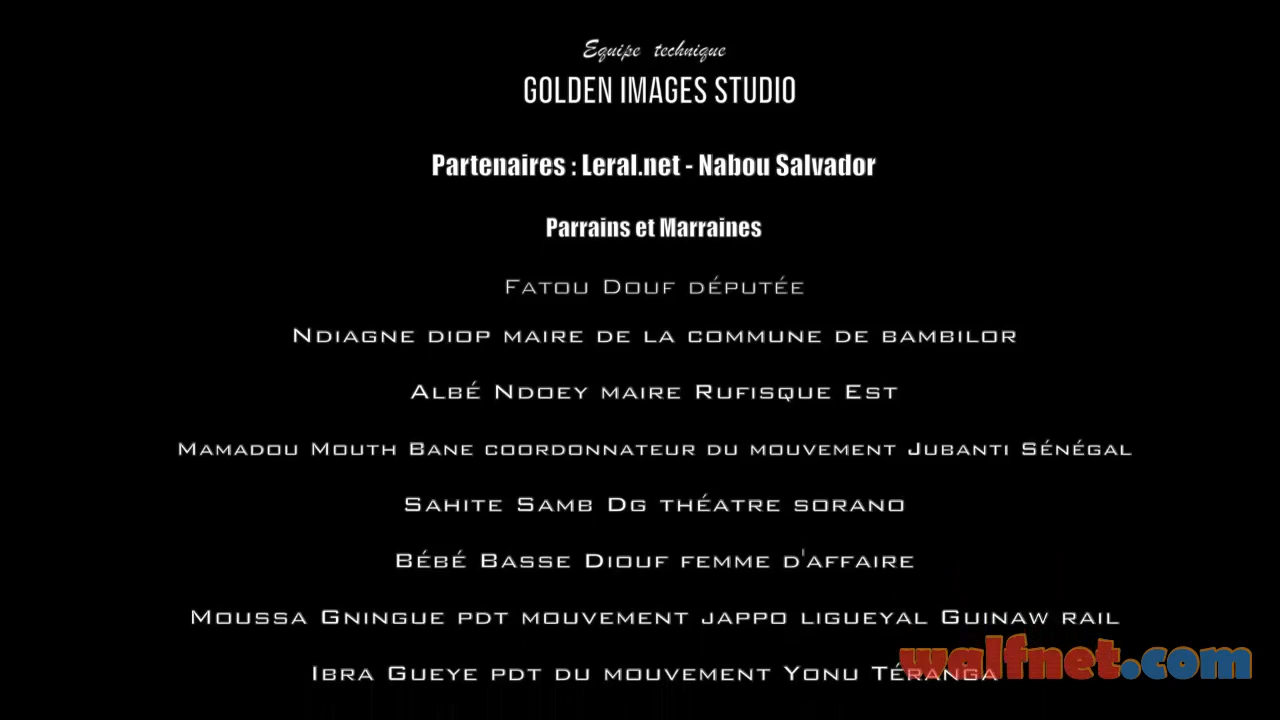 Equipe technique
GOLDEN IMAGES STUDIO
Partenaires : Leral.net - Nabou Salvador
Parrains et Marraines
Fatou Douf députée
Ndiagne diop maire de la commune de bambilor
Albé Ndoey maire Rufisque Est
Mamadou Mouth Bane coordonnateur du mouvement Jubanti Sénégal
Sahite Samb Dg théatre sorano
Bébé Basse Diouf femme d'affaire
Moussa Gningue pdt mouvement jappo ligueyal Guinaw rail
Ibra Gueye pdt du mouvement Yonu Téranga
walfnet.com